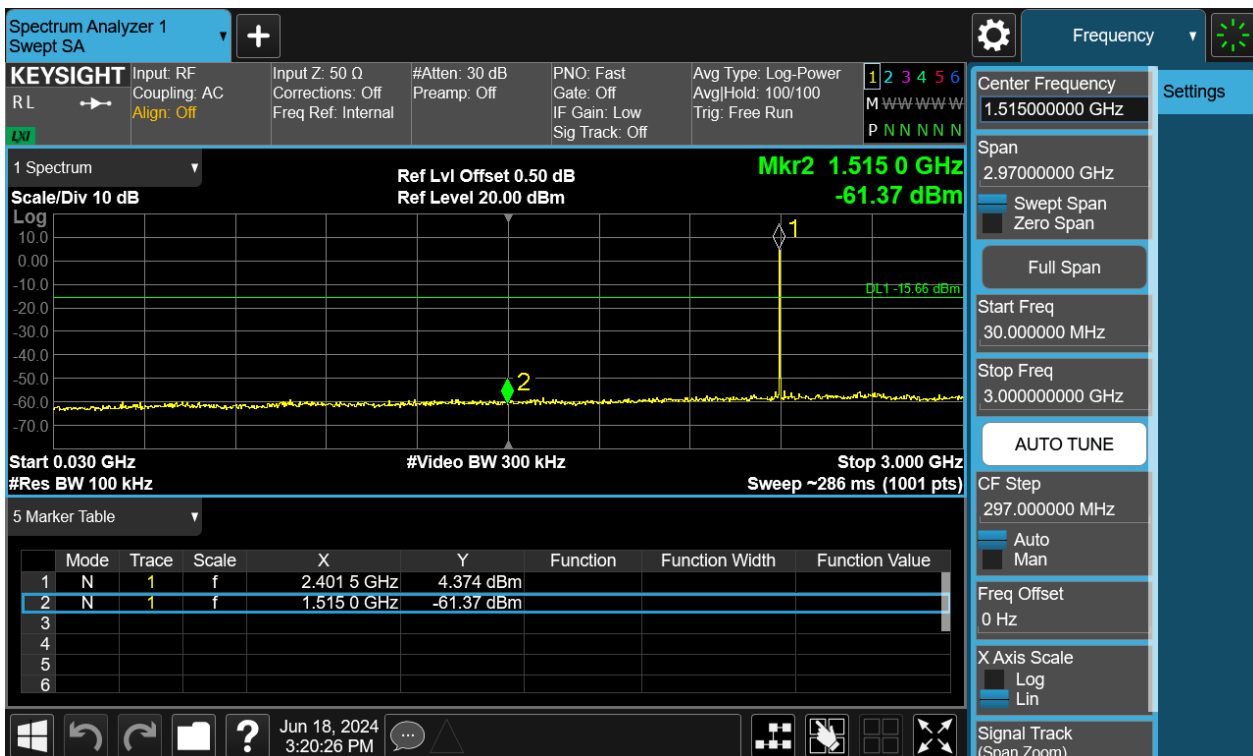 Spectrum Analyzer 1
Swept SA
Frequency
KEYSIGHT
R L
LXI
Input: RF
Coupling: AC
Align: Off
Input Z: 50 Ω
Corrections: Off
Freq Ref: Internal
#Atten: 30 dB
Preamp: Off
PNO: Fast
Gate: Off
IF Gain: Low
Sig Track: Off
Avg Type: Log-Power
Avg|Hold: 100/100
Trig: Free Run
1 2 3 4 5 6
M W W W W W
P N N N N N
1 Spectrum
Scale/Div 10 dB
Ref Lvl Offset 0.50 dB
Ref Level 20.00 dBm
Mkr2 1.515 0 GHz
-61.37 dBm
Log
10.0
0.00
-10.0
-20.0
-30.0
-40.0
-50.0
-60.0
-70.0
1
DL1 -15.66 dBm
2
Start 0.030 GHz
#Video BW 300 kHz
Stop 3.000 GHz
#Res BW 100 kHz
Sweep ~286 ms (1001 pts)
5 Marker Table
Mode Trace Scale X Y Function Function Width Function Value
1 N 1 f 2.401 5 GHz 4.374 dBm
2 N 1 f 1.515 0 GHz -61.37 dBm
3
4
5
6
Jun 18, 2024
3:20:26 PM
Center Frequency
1.515000000 GHz
Settings
Span
2.97000000 GHz
Swept Span
Zero Span
Full Span
Start Freq
30.000000 MHz
Stop Freq
3.000000000 GHz
AUTO TUNE
CF Step
297.000000 MHz
Auto
Man
Freq Offset
0 Hz
X Axis Scale
Log
Lin
Signal Track
(Span Zoom)